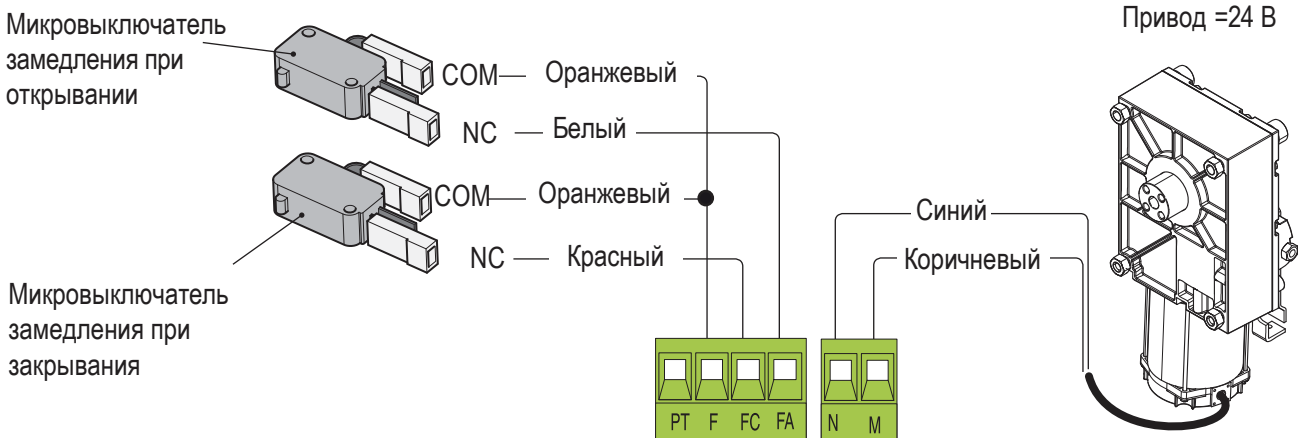 Привод =24 В
Микровыключатель
замедления при
открывании
COM
Оранжевый
NC
Белый
COM
Оранжевый
NC
Красный
Синий
Коричневый
Микровыключатель
замедления при
закрывания
PT F FC FA N M